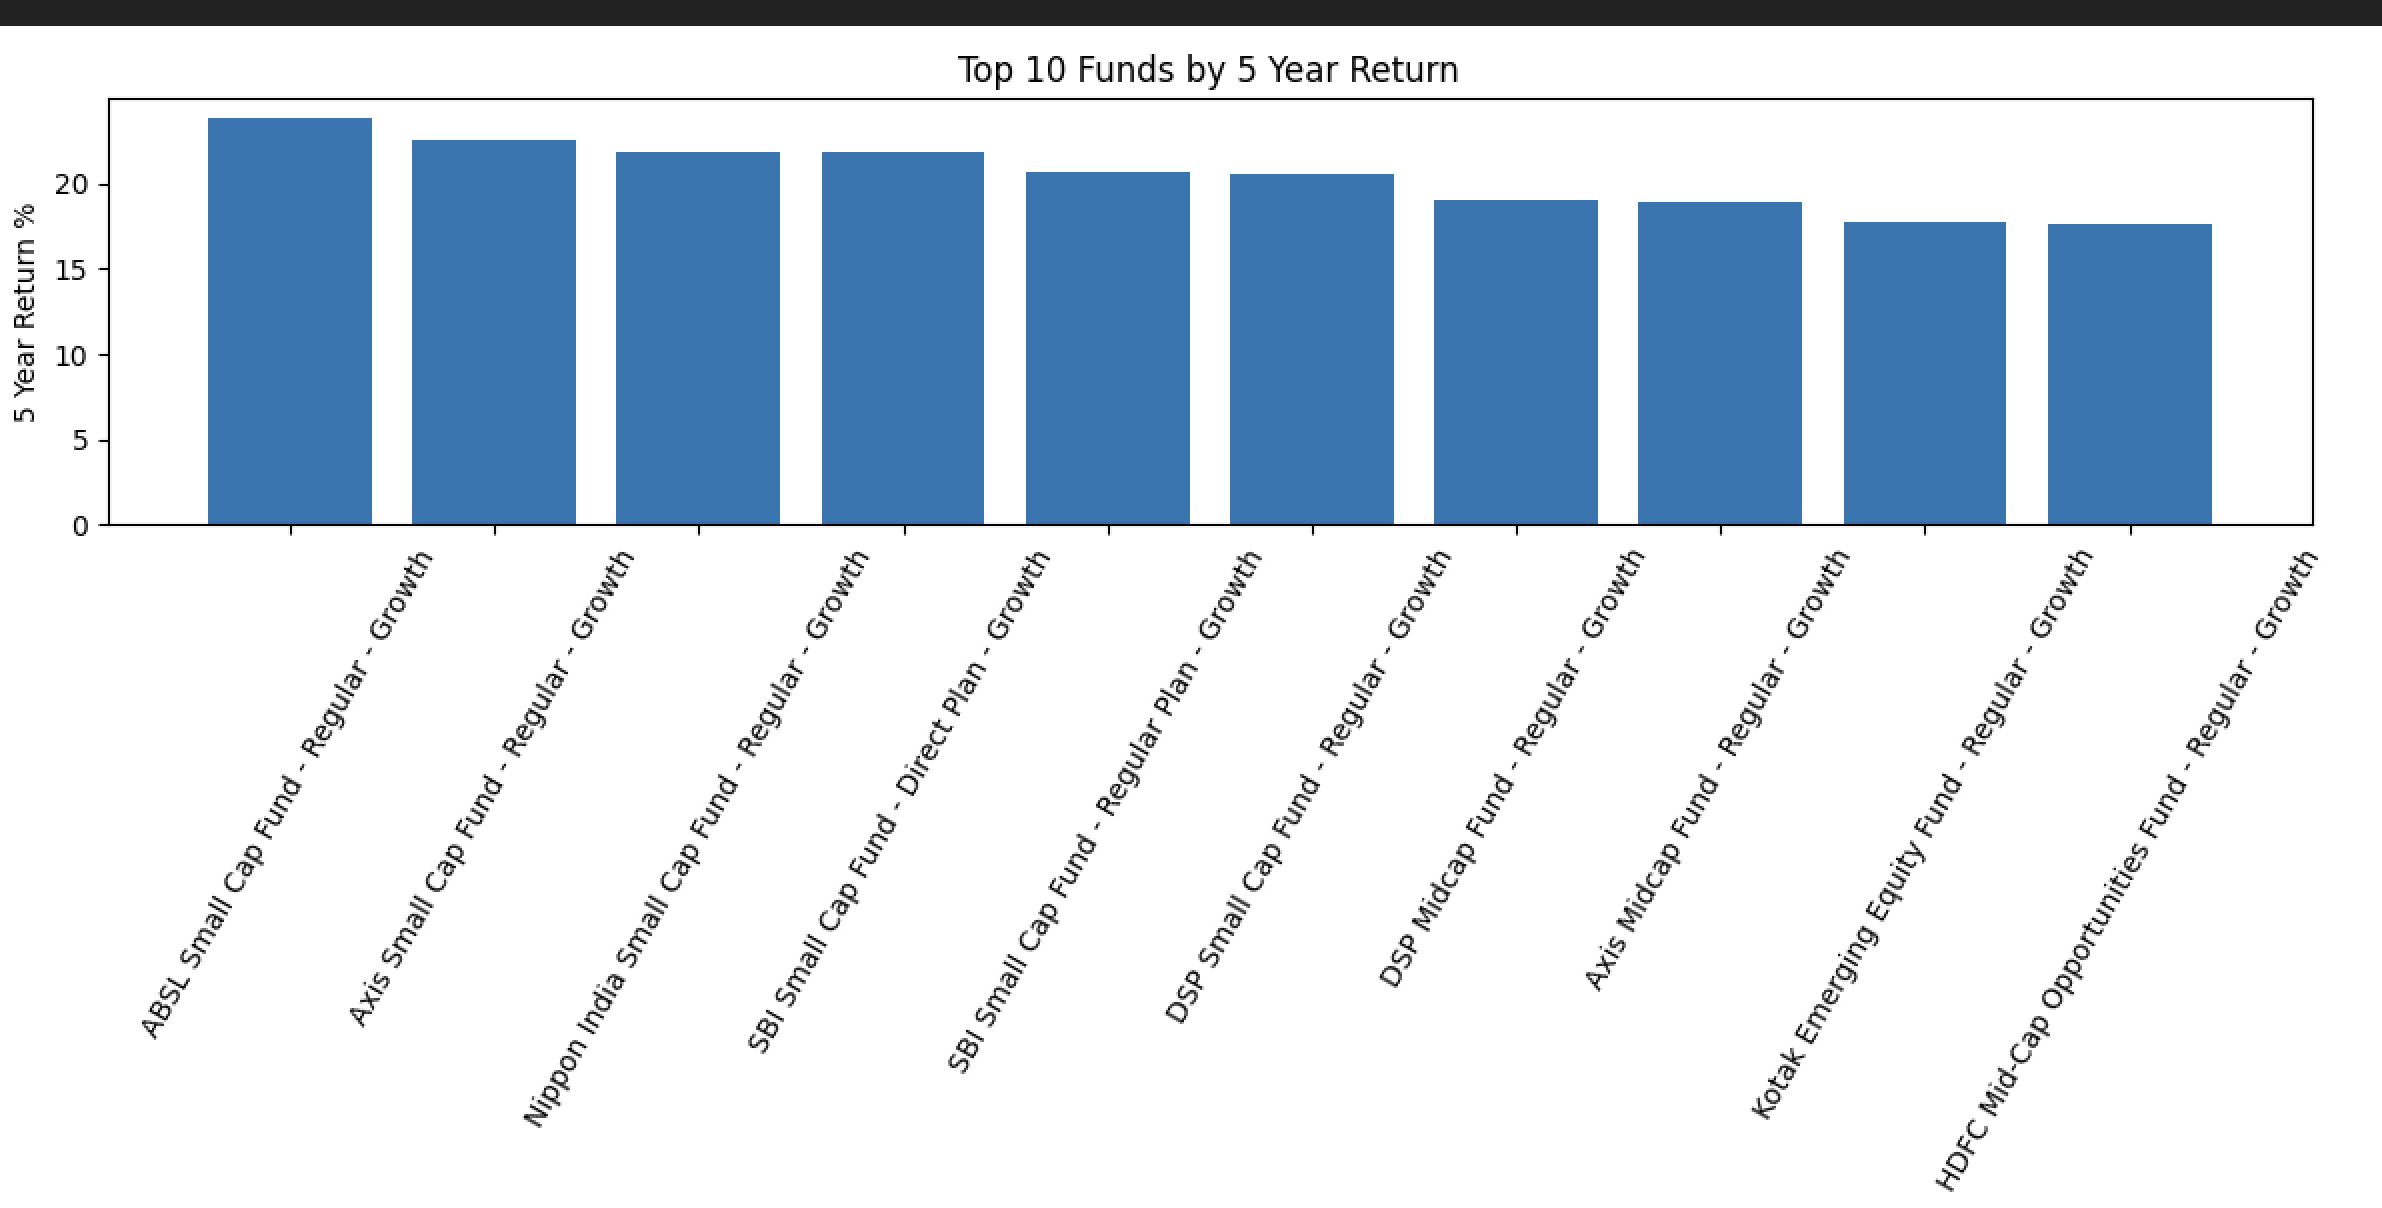 Top 10 Funds by 5 Year Return
5 Year Return %
20
15
10
5
0
ABSL Small Cap Fund - Regular - Growth
Axis Small Cap Fund - Regular - Growth
Nippon India Small Cap Fund - Regular - Growth
SBI Small Cap Fund - Direct Plan - Growth
SBI Small Cap Fund - Regular Plan - Growth
DSP Small Cap Fund - Regular - Growth
DSP Midcap Fund - Regular - Growth
Axis Midcap Fund - Regular - Growth
Kotak Emerging Equity Fund - Regular - Growth
HDFC Mid-Cap Opportunities Fund - Regular - Growth